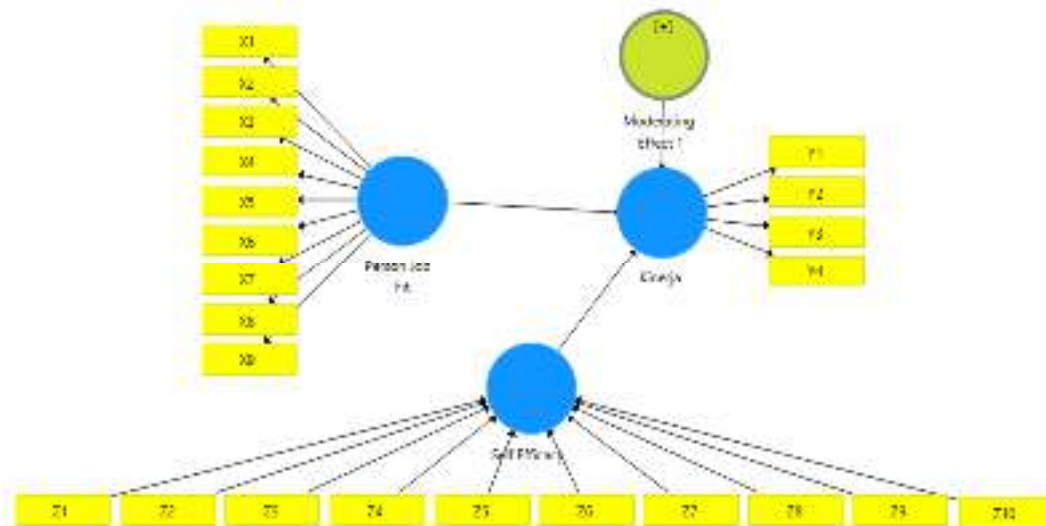 X1
X2
X3
X4
X5
X6
X7
X8
X9
[+]
Moderating
Effect 1
Y1
Y2
Y3
Y4
Person Job
Fit
Kinerja
Self
Z1
Z2
Z3
Z4
Z5
Z6
Z7
Z8
Z9
Z10